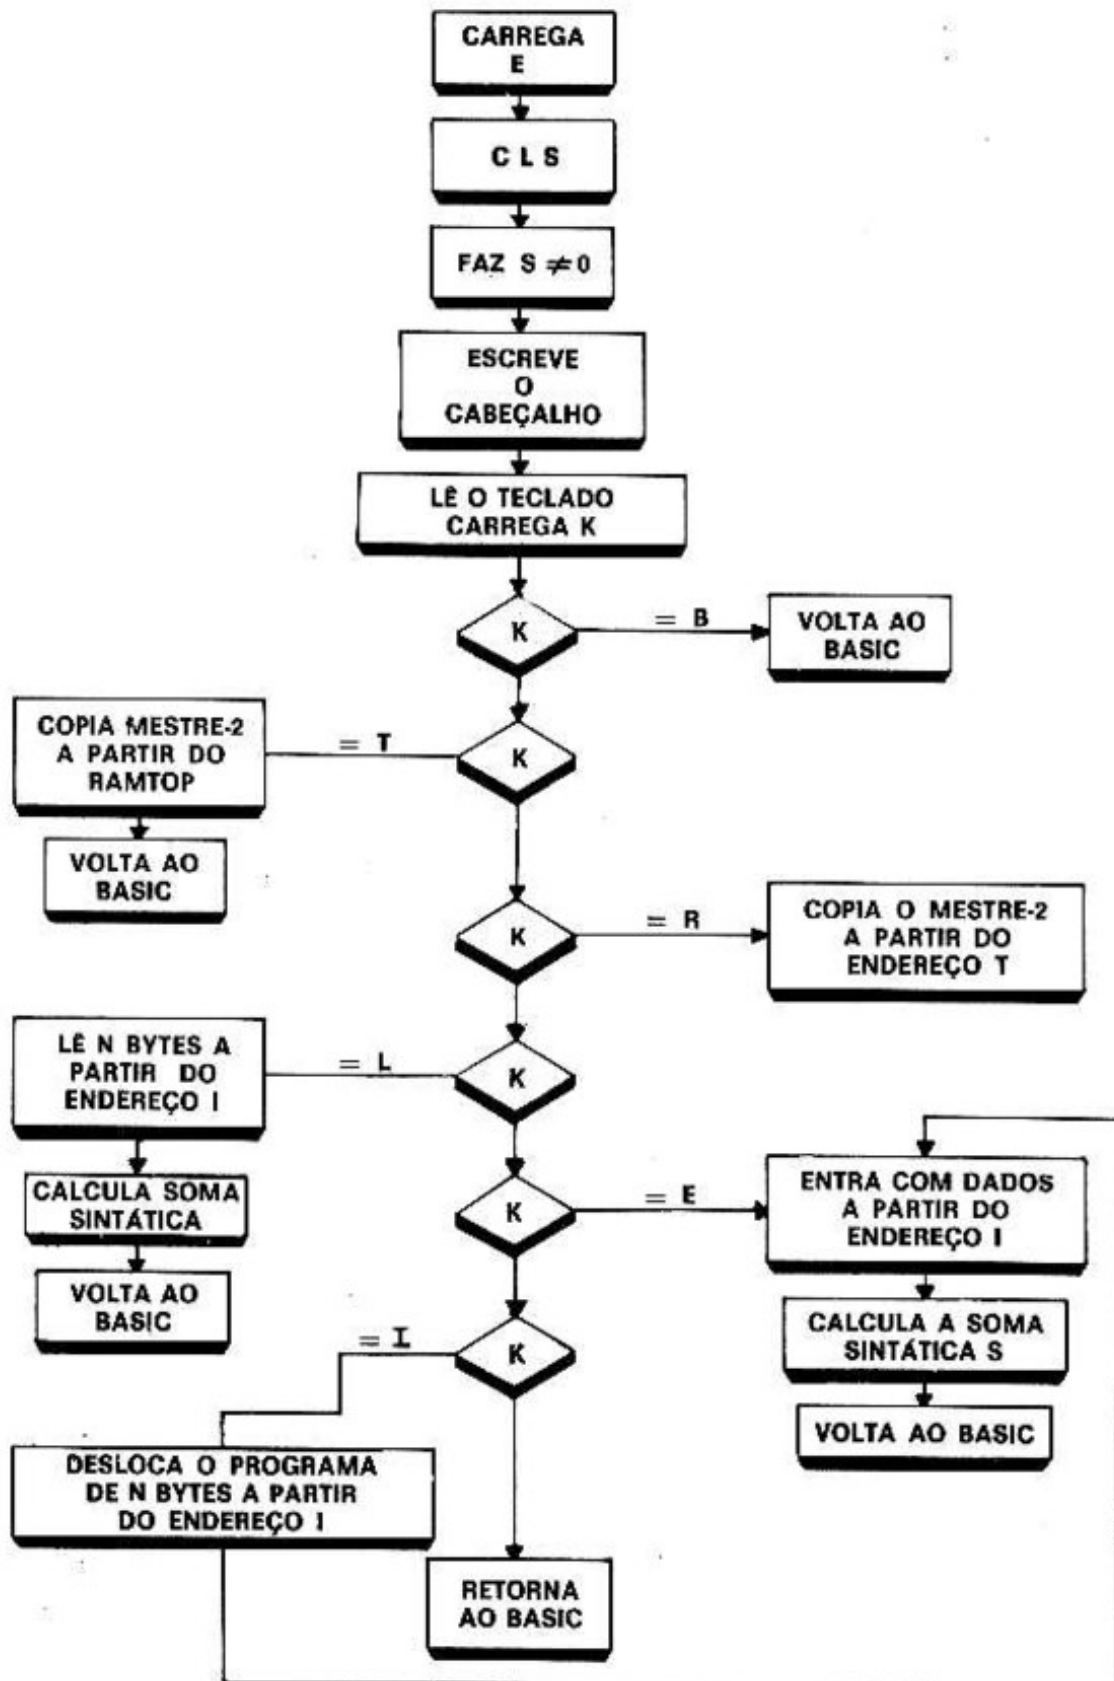 CARREGA
E
C L S
FAZ S ≠ 0
ESCREVE
O
CABEÇALHO
LÊ O TECLADO
CARREGA K
K
= B
VOLTA AO
BASIC
COPIA MESTRE-2
A PARTIR DO
RAMTOP
= T
K
VOLTA AO
BASIC
K
= R
COPIA O MESTRE-2
A PARTIR DO
ENDEREÇO T
LÊ N BYTES A
PARTIR DO
ENDEREÇO I
= L
K
CALCULA SOMA
SINTÁTICA
VOLTA AO
BASIC
K
= E
ENTRA COM DADOS
A PARTIR DO
ENDEREÇO I
CALCULA A SOMA
SINTÁTICA S
VOLTA AO BASIC
= I
K
DESLOCA O PROGRAMA
DE N BYTES A PARTIR
DO ENDEREÇO I
RETORNA
AO BASIC